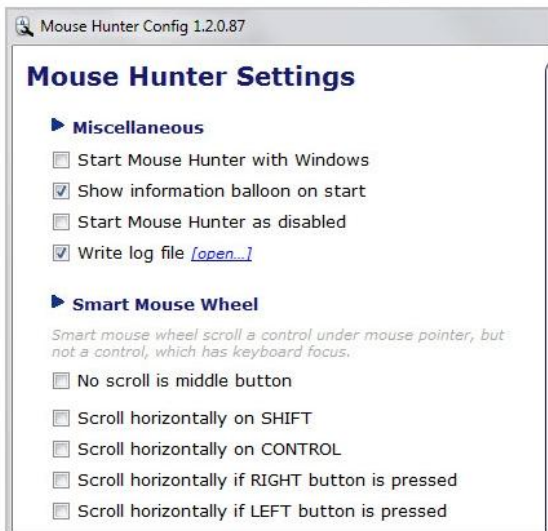 Mouse Hunter Config 1.2.0.87
Mouse Hunter Settings
Miscellaneous
Start Mouse Hunter with Windows
Show information balloon on start
Start Mouse Hunter as disabled
Write log file [open...]
Smart Mouse Wheel
Smart mouse wheel scroll a control under mouse pointer, but
not a control, which has keyboard focus.
No scroll is middle button
Scroll horizontally on SHIFT
Scroll horizontally on CONTROL
Scroll horizontally if RIGHT button is pressed
Scroll horizontally if LEFT button is pressed